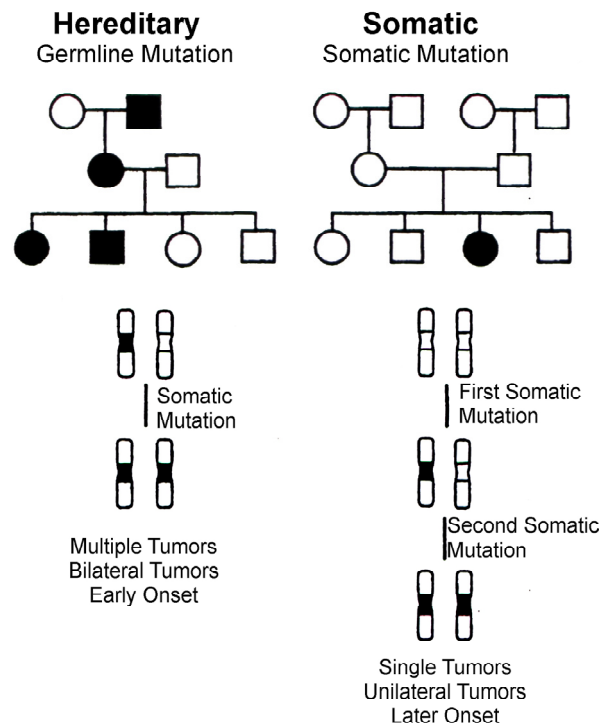 Hereditary
Germline Mutation
Somatic
Mutation
Multiple Tumors
Bilateral Tumors
Early Onset
Somatic
Somatic Mutation
First Somatic
Mutation
Second Somatic
Mutation
Single Tumors
Unilateral Tumors
Later Onset